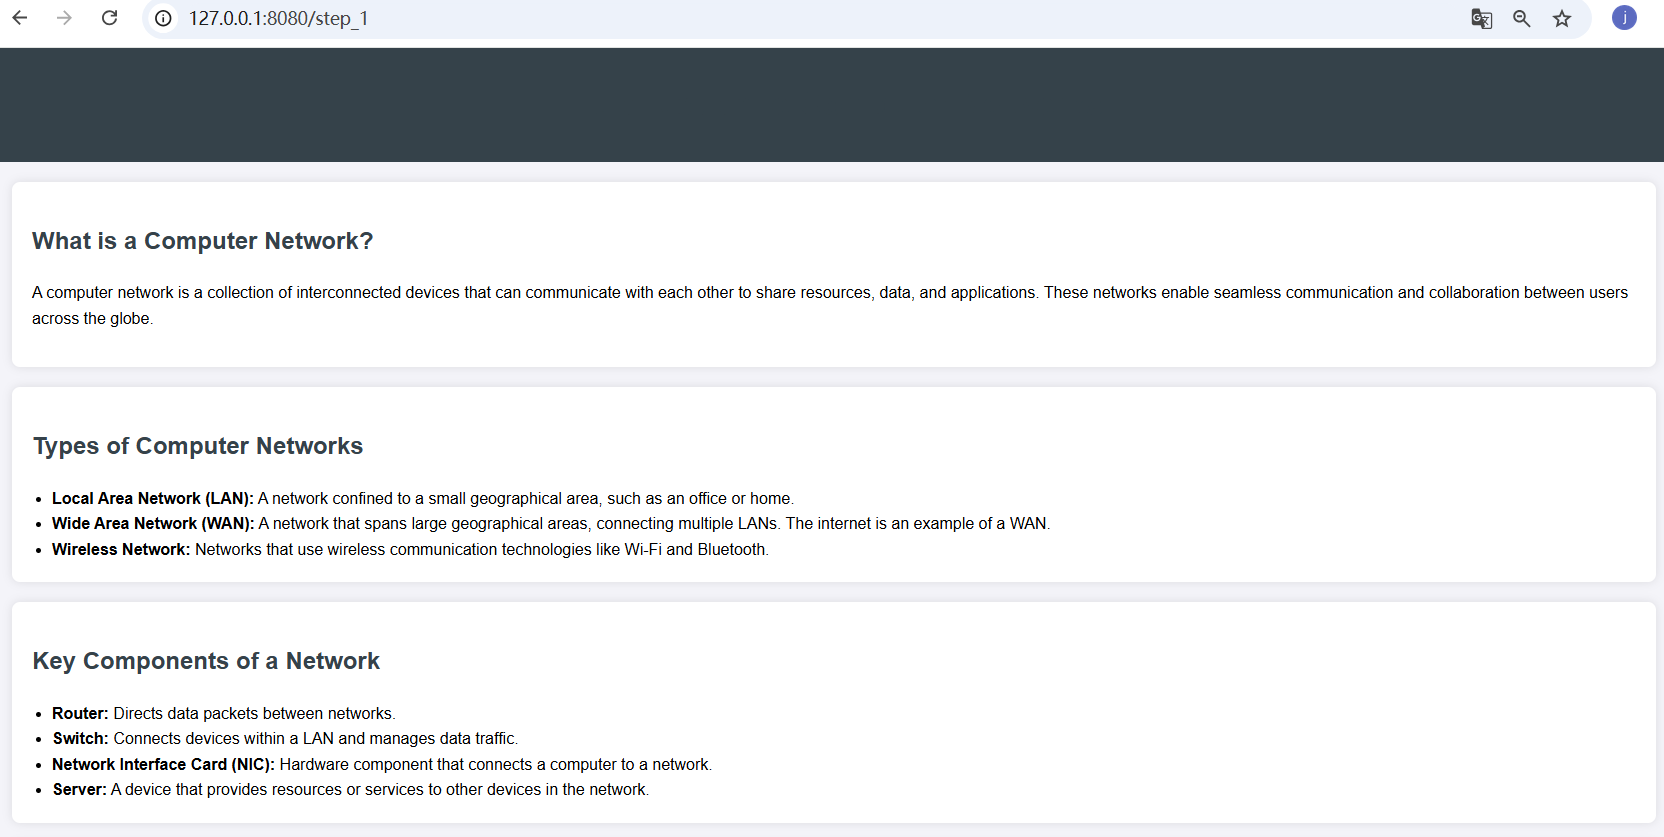 127.0.0.1:8080/step_1
j
What is a Computer Network?
A computer network is a collection of interconnected devices that can communicate with each other to share resources, data, and applications. These networks enable seamless communication and collaboration between users
across the globe.
Types of Computer Networks
• Local Area Network (LAN): A network confined to a small geographical area, such as an office or home.
• Wide Area Network (WAN): A network that spans large geographical areas, connecting multiple LANs. The internet is an example of a WAN.
• Wireless Network: Networks that use wireless communication technologies like Wi-Fi and Bluetooth.
Key Components of a Network
• Router: Directs data packets between networks.
• Switch: Connects devices within a LAN and manages data traffic.
• Network Interface Card (NIC): Hardware component that connects a computer to a network.
• Server: A device that provides resources or services to other devices in the network.